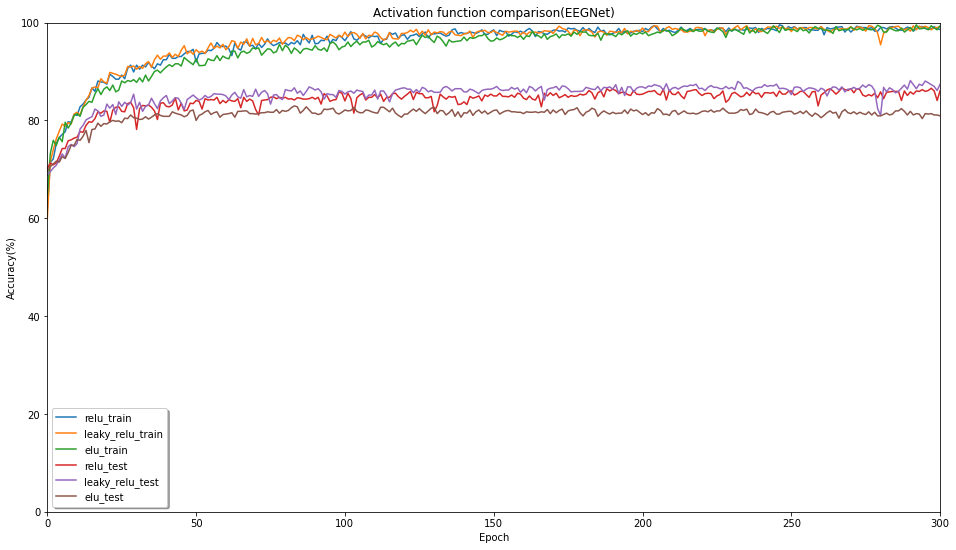 Activation function comparison(EEGNet)
100
80
60
40
20
0
Accuracy(%)
relu_train
leaky_relu_train
elu_train
relu_test
leaky_relu_test
elu_test
0 50 100 150 200 250 300
Epoch